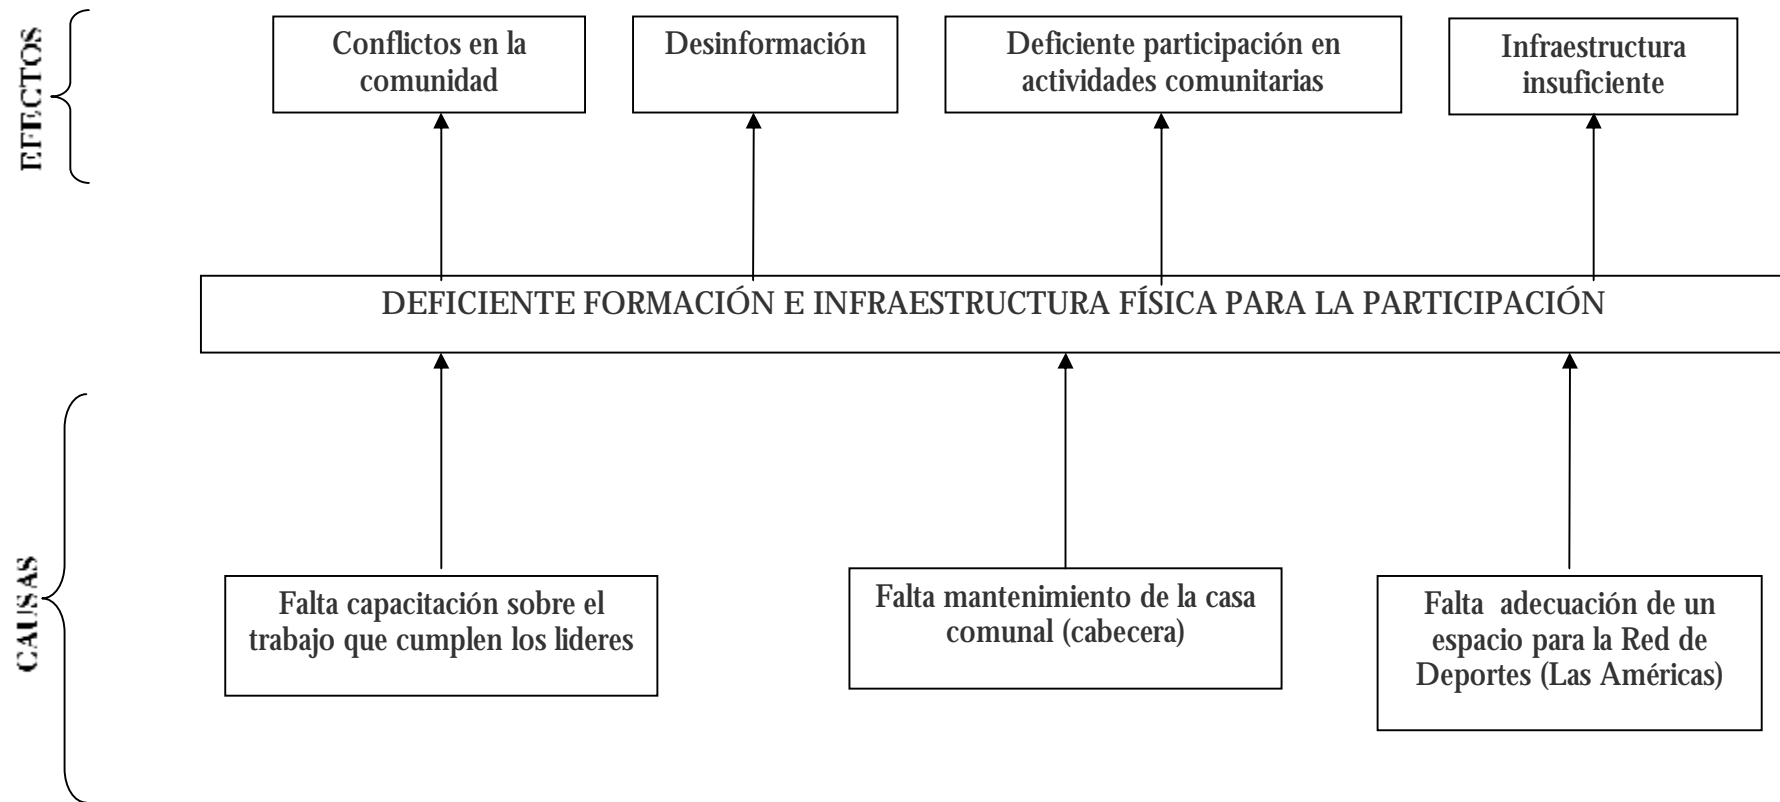 EFECTOS
Conflictos en la
comunidad
Desinformación
Deficiente participación en
actividades comunitarias
Infraestructura
insuficiente
DEFICIENTE FORMACIÓN E INFRAESTRUCTURA FÍSICA PARA LA PARTICIPACIÓN
CAUSAS
Falta capacitación sobre el
trabajo que cumplen los lideres
Falta mantenimiento de la casa
comunal (cabecera)
Falta adecuación de un
espacio para la Red de
Deportes (Las Américas)